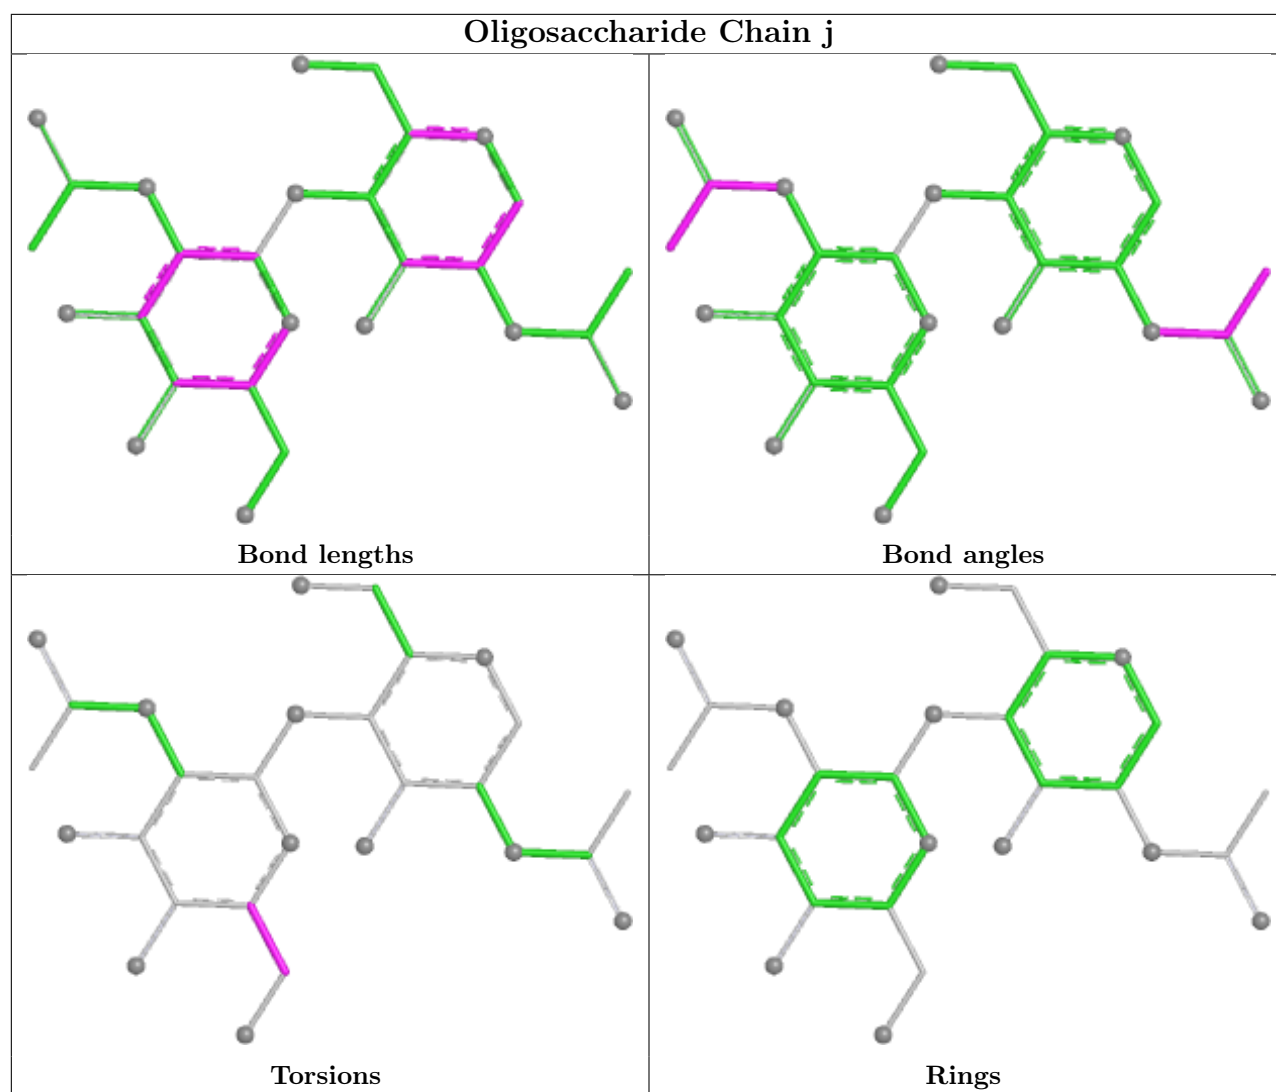 Oligosaccharide Chain j
Bond lengths
Bond angles
Torsions
Rings